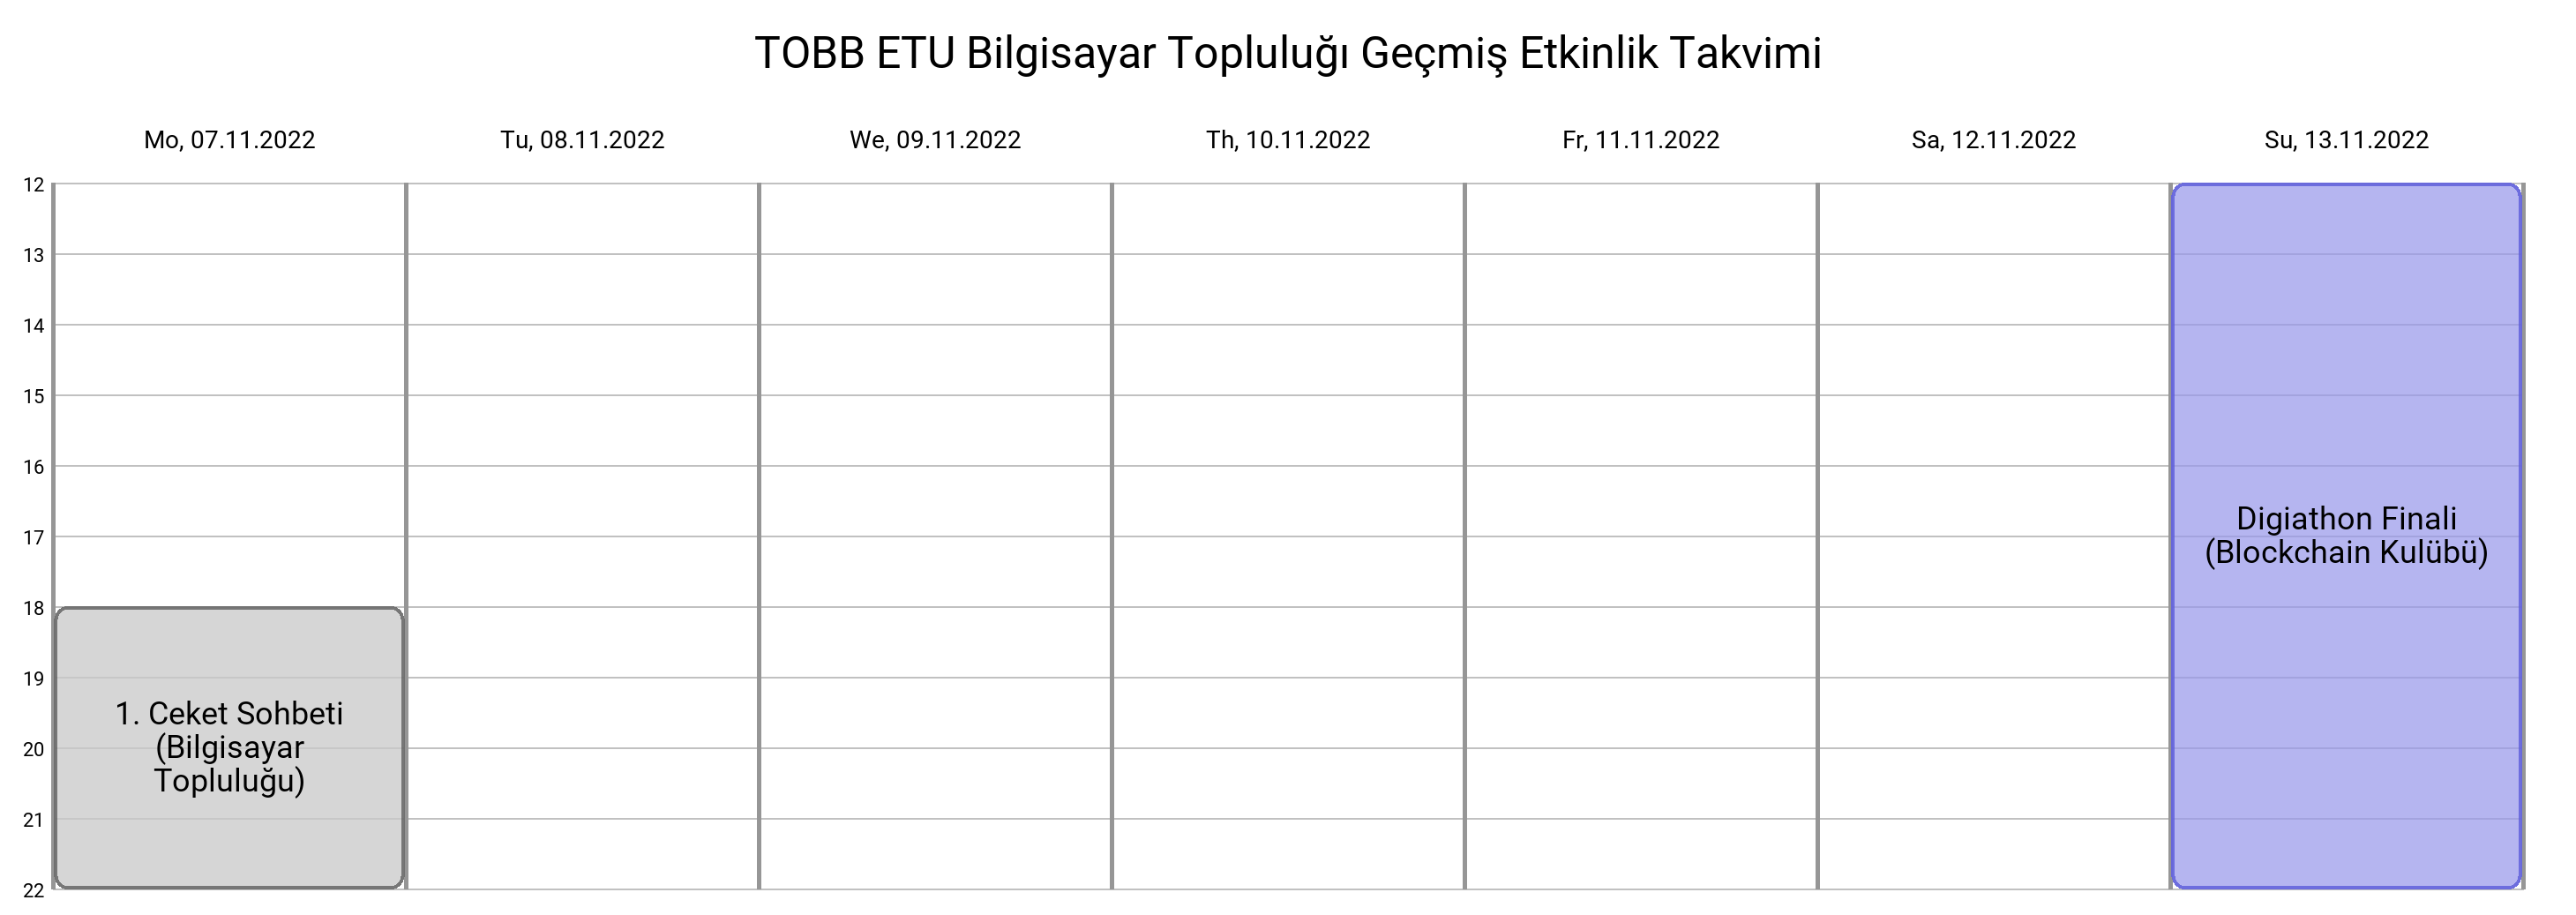 TOBB ETU Bilgisayar Topluluğı Geçmiş Etkinlik Takvimi
Mo, 07.11.2022
Tu, 08.11.2022
We, 09.11.2022
Th, 10.11.2022
Fr, 11.11.2022
Sa, 12.11.2022
Su, 13.11.2022
12
13
14
15
16
17
18
19
20
21
22
1. Ceket Sohbeti
(Bilgisayar
Topluluğu)
Digiathon Finali
(Blockchain Kulübü)